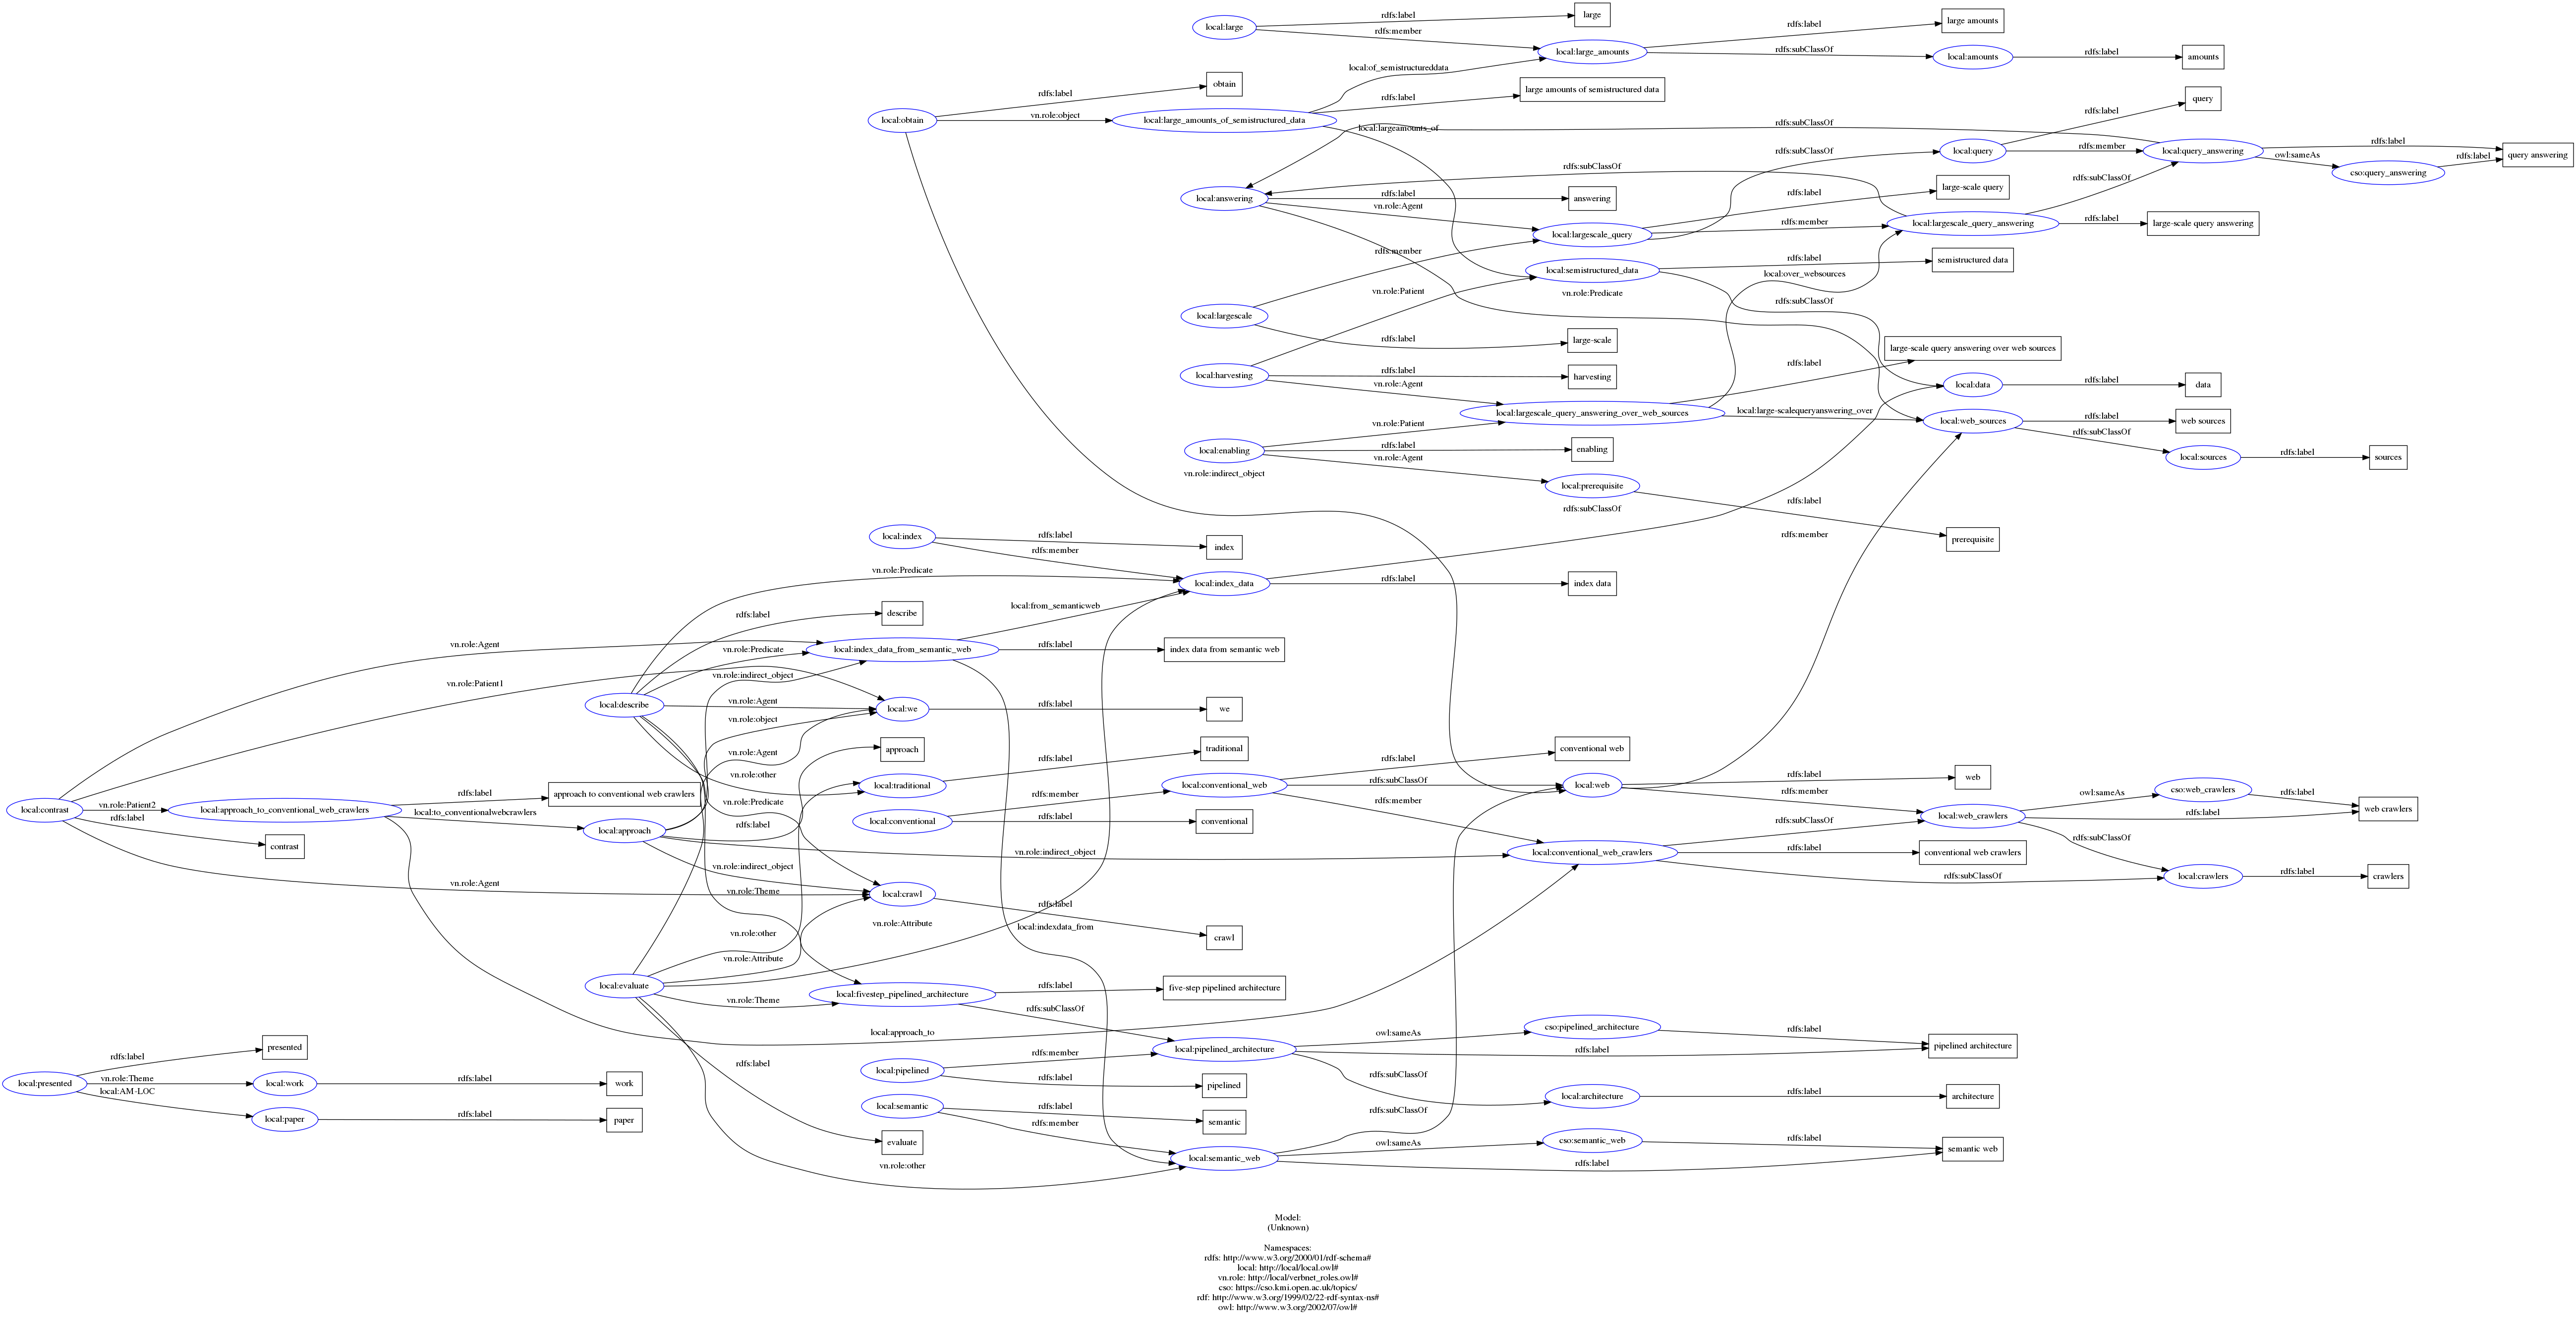 rdfs:label
large
local:large
rdfs:member
local:large_amounts
rdfs:label
large amounts
rdfs:subClassOf
local:amounts
rdfs:label
amounts
local:of_semistructureddata
obtain
rdfs:label
local:obtain
vn.role:object
local:large_amounts_of_semistructured_data
rdfs:label
large amounts of semistructured data
local:largeamounts_of
rdfs:subClassOf
query
rdfs:label
local:query
rdfs:member
local:query_answering
rdfs:label
query answering
owl:sameAs
cso:query_answering
rdfs:label
rdfs:subClassOf
rdfs:subClassOf
rdfs:subClassOf
local:answering
rdfs:label
answering
vn.role:Agent
rdfs:label
large-scale query
local:largescale_query
rdfs:member
local:largescale_query_answering
rdfs:label
large-scale query answering
rdfs:member
local:semistructured_data
rdfs:label
semistructured data
local:over_websources
vn.role:Patient
vn.role:Predicate
rdfs:subClassOf
local:largescale
rdfs:label
large-scale
rdfs:label
large-scale query answering over web sources
local:harvesting
rdfs:label
harvesting
vn.role:Agent
local:data
rdfs:label
data
local:largescale_query_answering_over_web_sources
local:large-scalequeryanswering_over
local:web_sources
rdfs:label
web sources
vn.role:Patient
rdfs:subClassOf
local:enabling
rdfs:label
enabling
vn.role:Agent
local:sources
rdfs:label
sources
vn.role:indirect_object
local:prerequisite
rdfs:label
rdfs:subClassOf
local:index
rdfs:label
index
rdfs:member
rdfs:member
prerequisite
vn.role:Predicate
local:index_data
rdfs:label
index data
rdfs:label
describe
local:from_semanticweb
vn.role:Agent
vn.role:Predicate
local:index_data_from_semantic_web
rdfs:label
index data from semantic web
vn.role:Patient1
vn.role:indirect_object
local:describe
vn.role:Agent
local:we
rdfs:label
we
vn.role:object
vn.role:Agent
approach
rdfs:label
traditional
rdfs:label
conventional web
vn.role:other
local:traditional
local:conventional_web
rdfs:subClassOf
local:web
rdfs:label
web
rdfs:member
owl:sameAs
cso:web_crawlers
rdfs:label
rdfs:label
approach to conventional web crawlers
vn.role:Predicate
rdfs:member
rdfs:member
local:contrast
vn.role:Patient2
local:approach_to_conventional_web_crawlers
local:to_conventionalwebcrawlers
rdfs:label
local:approach
rdfs:label
local:conventional
rdfs:label
conventional
rdfs:subClassOf
local:web_crawlers
rdfs:label
web crawlers
contrast
rdfs:subClassOf
vn.role:indirect_object
local:conventional_web_crawlers
rdfs:label
conventional web crawlers
vn.role:indirect_object
rdfs:subClassOf
local:crawlers
rdfs:label
crawlers
vn.role:Agent
vn.role:Theme
local:crawl
rdfs:label
crawl
vn.role:Attribute
local:indexdata_from
vn.role:other
vn.role:Attribute
local:evaluate
vn.role:Theme
local:fivestep_pipelined_architecture
rdfs:label
five-step pipelined architecture
rdfs:subClassOf
local:approach_to
owl:sameAs
cso:pipelined_architecture
rdfs:label
presented
rdfs:label
rdfs:label
rdfs:member
local:pipelined_architecture
rdfs:label
pipelined architecture
local:presented
vn.role:Theme
local:work
rdfs:label
work
local:pipelined
rdfs:label
pipelined
rdfs:subClassOf
local:AM-LOC
local:paper
rdfs:label
paper
local:semantic
rdfs:label
semantic
local:architecture
rdfs:label
architecture
rdfs:member
rdfs:subClassOf
evaluate
owl:sameAs
cso:semantic_web
rdfs:label
vn.role:other
local:semantic_web
rdfs:label
semantic web
Model:
(Unknown)
Namespaces:
rdfs: http://www.w3.org/2000/01/rdf-schema#
local: http://local/local.owl#
vn.role: http://local/verbnet_roles.owl#
cso: https://cso.kmi.open.ac.uk/topics/
rdf: http://www.w3.org/1999/02/22-rdf-syntax-ns#
owl: http://www.w3.org/2002/07/owl#